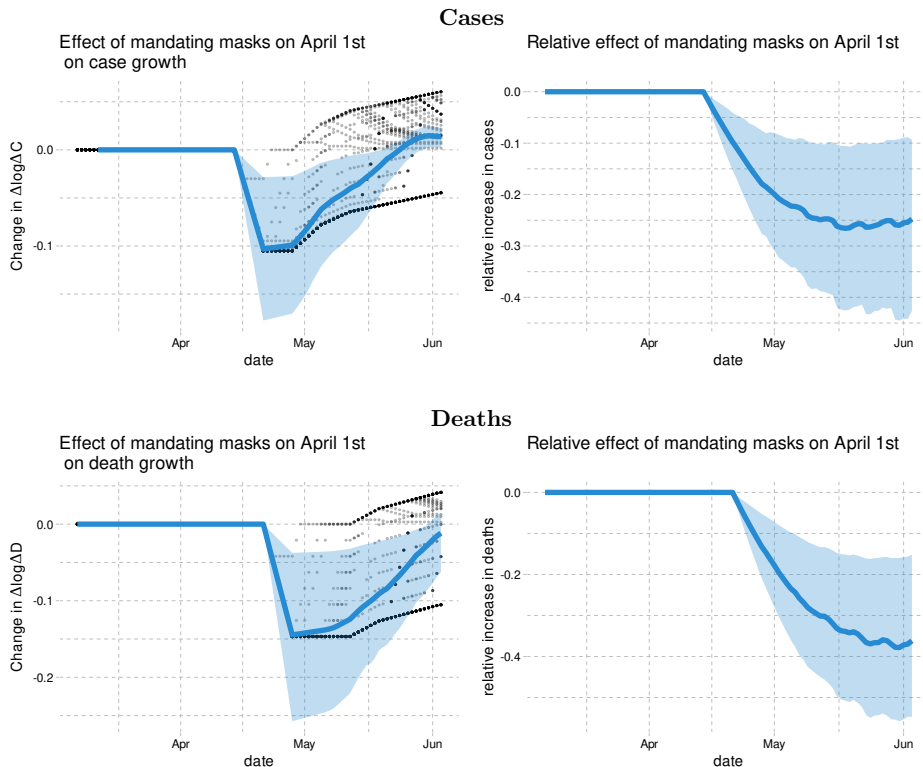 Cases
Effect of mandating masks on April 1st
on case growth
Change in ΔlogΔC
0.0
-0.1
Apr
May
Jun
date
Relative effect of mandating masks on April 1st
relative increase in cases
0.0
-0.1
-0.2
-0.3
-0.4
Apr
May
Jun
date
Deaths
Effect of mandating masks on April 1st
on death growth
Change in ΔlogΔD
0.0
-0.1
-0.2
Apr
May
Jun
date
Relative effect of mandating masks on April 1st
relative increase in deaths
0.0
-0.2
-0.4
Apr
May
Jun
date